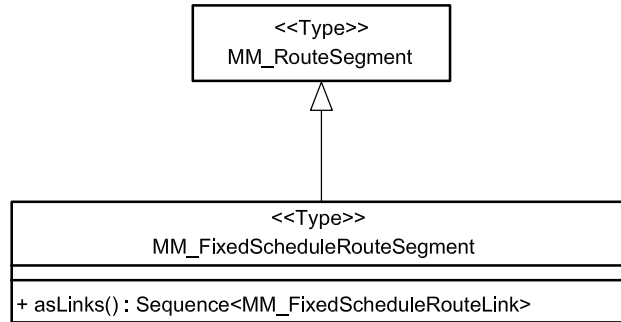 <<Type>>
MM_RouteSegment
<<Type>>
MM_FixedScheduleRouteSegment
+ asLinks() : Sequence<MM_FixedScheduleRouteLink>